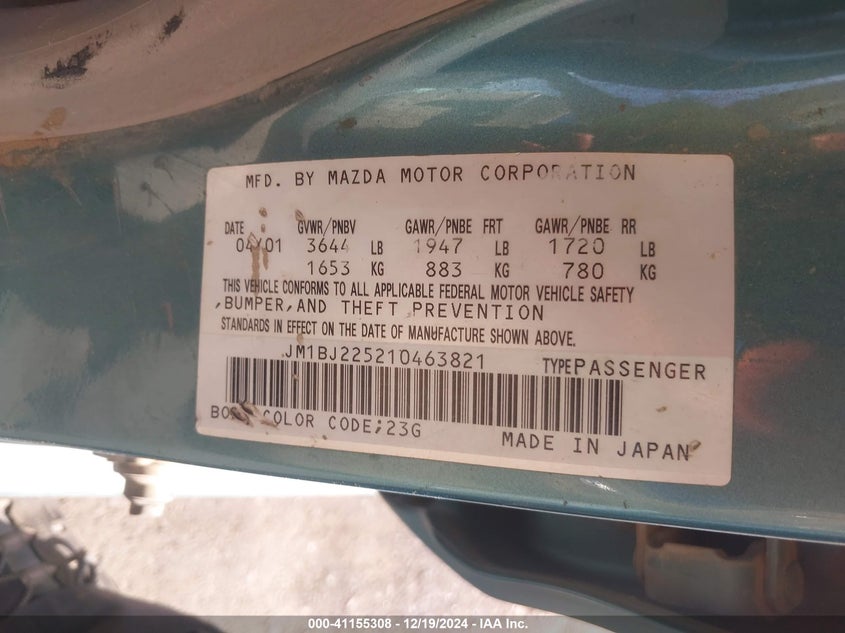 MFD. BY MAZDA MOTOR CORPORATION
DATE GVWR/PNBV GAWR/PNBE FRT GAWR/PNBE RR
04/01 3644 LB 1947 LB 1720 LB
1653 KG 883 KG 780 KG
THIS VEHICLE CONFORMS TO ALL APPLICABLE FEDERAL MOTOR VEHICLE SAFETY
,BUMPER,AND THEFT PREVENTION
STANDARDS IN EFFECT ON THE DATE OF MANUFACTURE SHOWN ABOVE.
JM1BJ225210463821 TYPE PASSENGER
BODY COLOR CODE;23G
MADE IN JAPAN
000-41155308 - 12/19/2024 - IAA Inc.